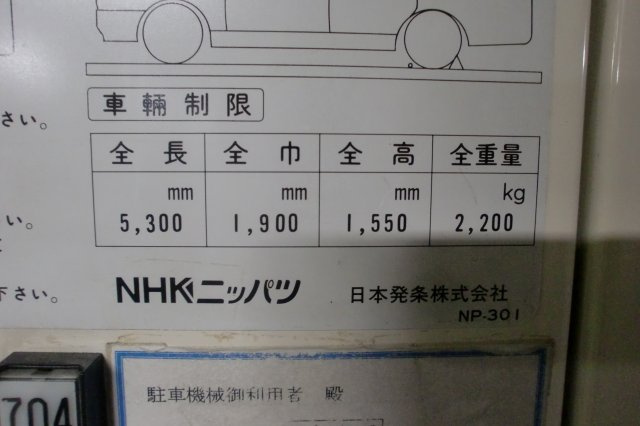 さい。
車輛制限
全長 全巾 全高 全重量
mm mm mm kg
5,300 1,900 1,550 2,200
い。
下さい。
NHKニッパツ 日本発条株式会社
NP-301
704
駐車機械御利用者 殿